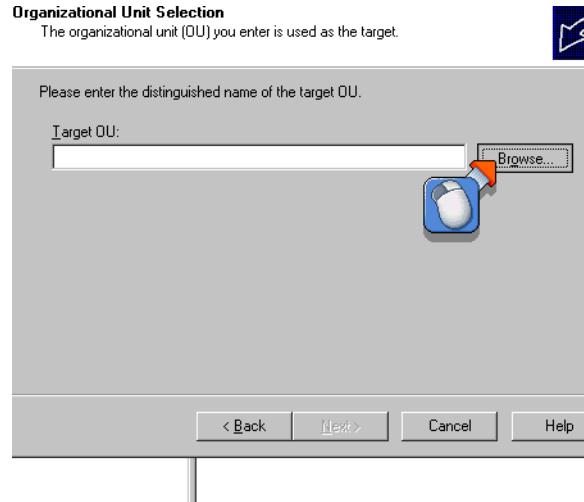 Organizational Unit Selection
The organizational unit (OU) you enter is used as the target.
Please enter the distinguished name of the target OU.
Target OU:
Browse...
< Back
Next >
Cancel
Help